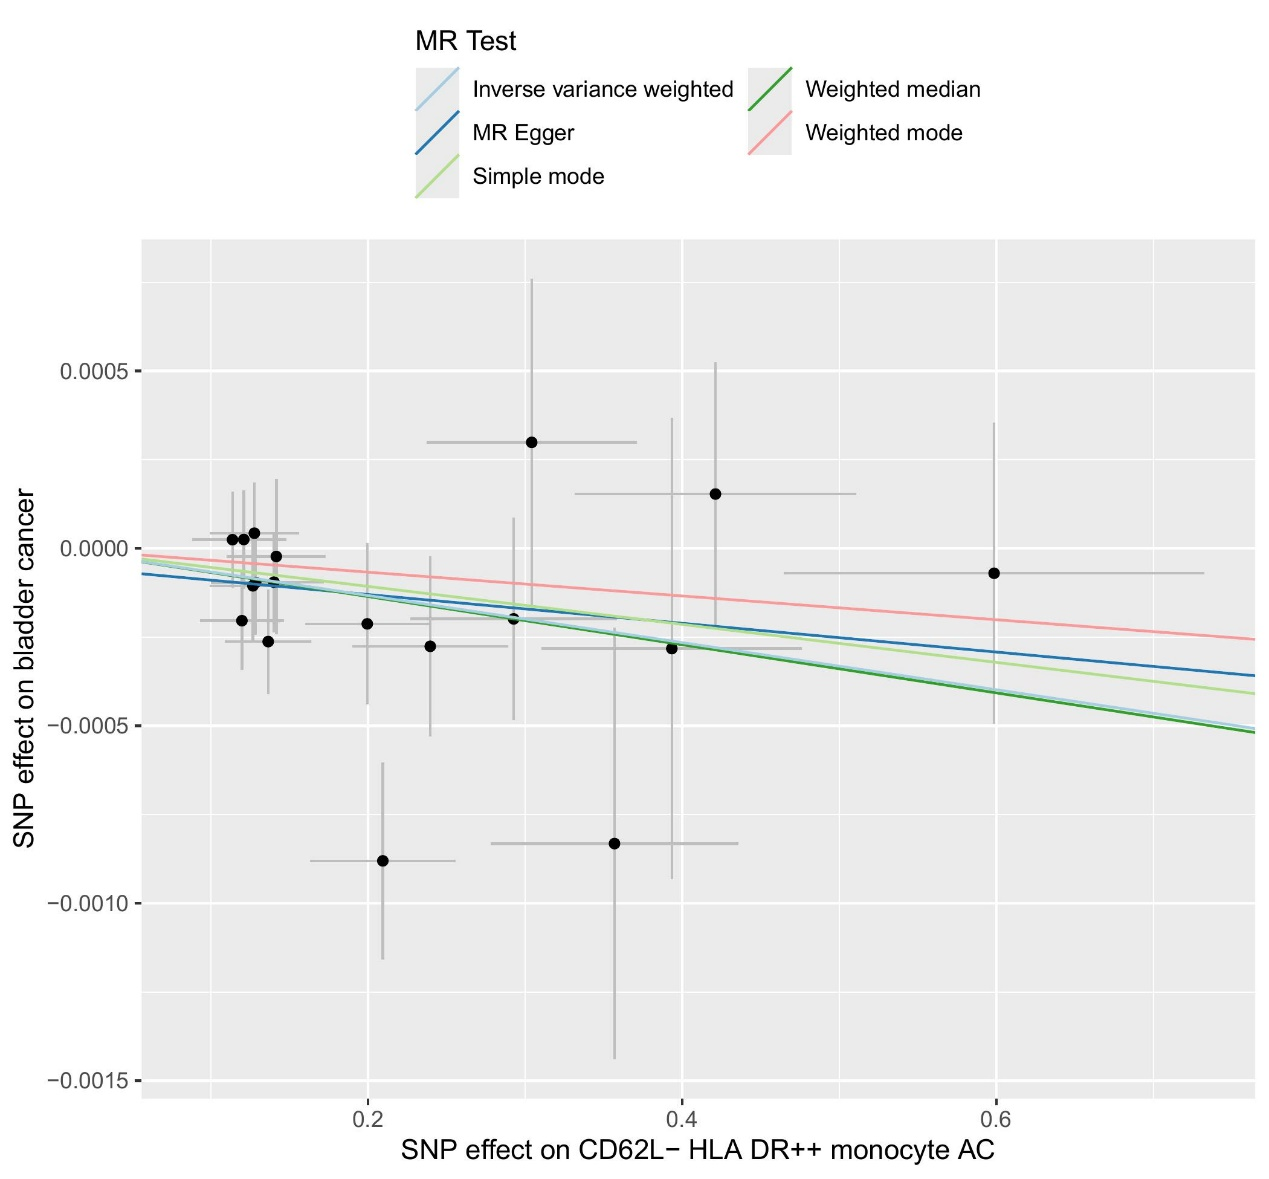 MR Test
Inverse variance weighted
Weighted median
MR Egger
Weighted mode
Simple mode
0.0005
0.0000
−0.0005
−0.0010
−0.0015
SNP effect on bladder cancer
0.2
0.4
0.6
SNP effect on CD62L− HLA DR++ monocyte AC